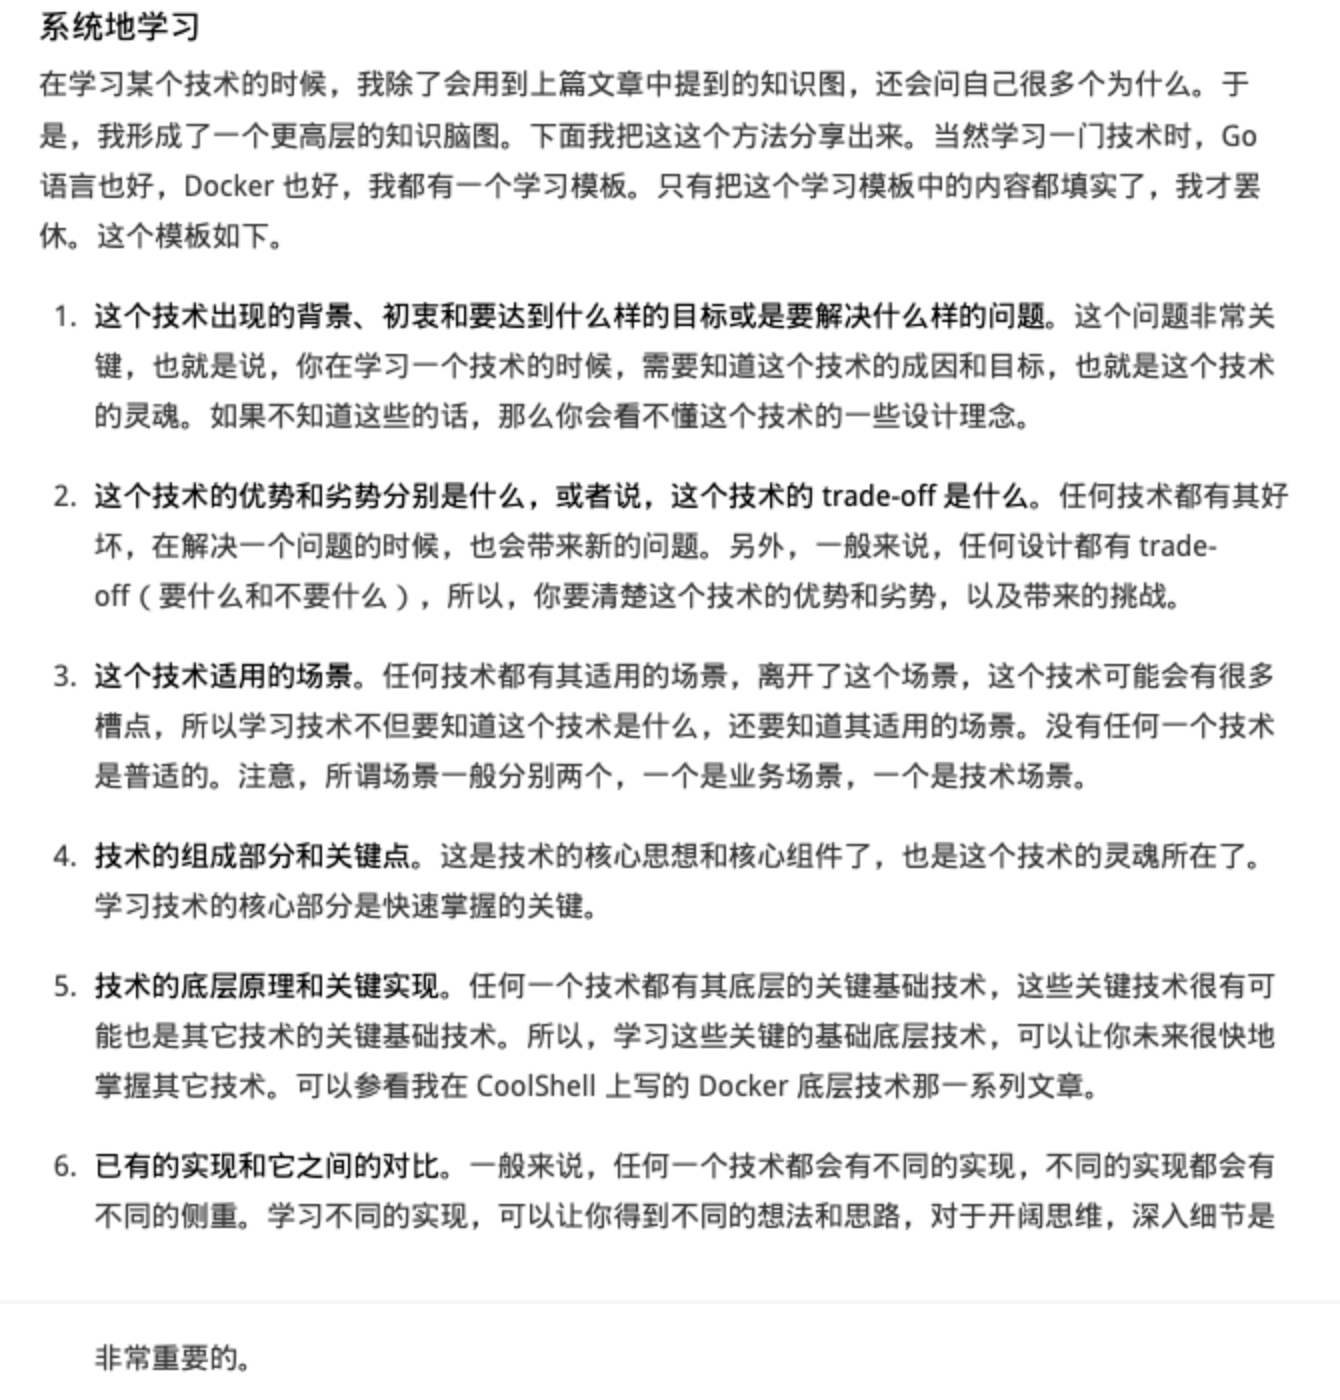 系统地学习
在学习某个技术的时候，我除了会用到上篇文章中提到的知识图，还会问自己很多个为什么。于
是，我形成了一个更高层的知识脑图。下面我把这这个方法分享出来。当然学习一门技术时，Go
语言也好，Docker 也好，我都有一个学习模板。只有把这个学习模板中的内容都填实了，我才罢
休。这个模板如下。
1. 这个技术出现的背景、初衷和要达到什么样的目标或是要解决什么样的问题。这个问题非常关
键，也就是说，你在学习一个技术的时候，需要知道这个技术的成因和目标，也就是这个技术
的灵魂。如果不知道这些的话，那么你会看不懂这个技术的一些设计理念。
2. 这个技术的优势和劣势分别是什么，或者说，这个技术的 trade-off 是什么。任何技术都有其好
坏，在解决一个问题的时候，也会带来新的问题。另外，一般来说，任何设计都有 trade-
off（要什么和不要什么），所以，你要清楚这个技术的优势和劣势，以及带来的挑战。
3. 这个技术适用的场景。任何技术都有其适用的场景，离开了这个场景，这个技术可能会有很多
槽点，所以学习技术不但要知道这个技术是什么，还要知道其适用的场景。没有任何一个技术
是普适的。注意，所谓场景一般分别两个，一个是业务场景，一个是技术场景。
4. 技术的组成部分和关键点。这是技术的核心思想和核心组件了，也是这个技术的灵魂所在了。
学习技术的核心部分是快速掌握的关键。
5. 技术的底层原理和关键实现。任何一个技术都有其底层的关键基础技术，这些关键技术很有可
能也是其它技术的关键基础技术。所以，学习这些关键的基础底层技术，可以让你未来很快地
掌握其它技术。可以参看我在 CoolShell 上写的 Docker 底层技术那一系列文章。
6. 已有的实现和它之间的对比。一般来说，任何一个技术都会有不同的实现，不同的实现都会有
不同的侧重。学习不同的实现，可以让你得到不同的想法和思路，对于开阔思维，深入细节是
非常重要的。